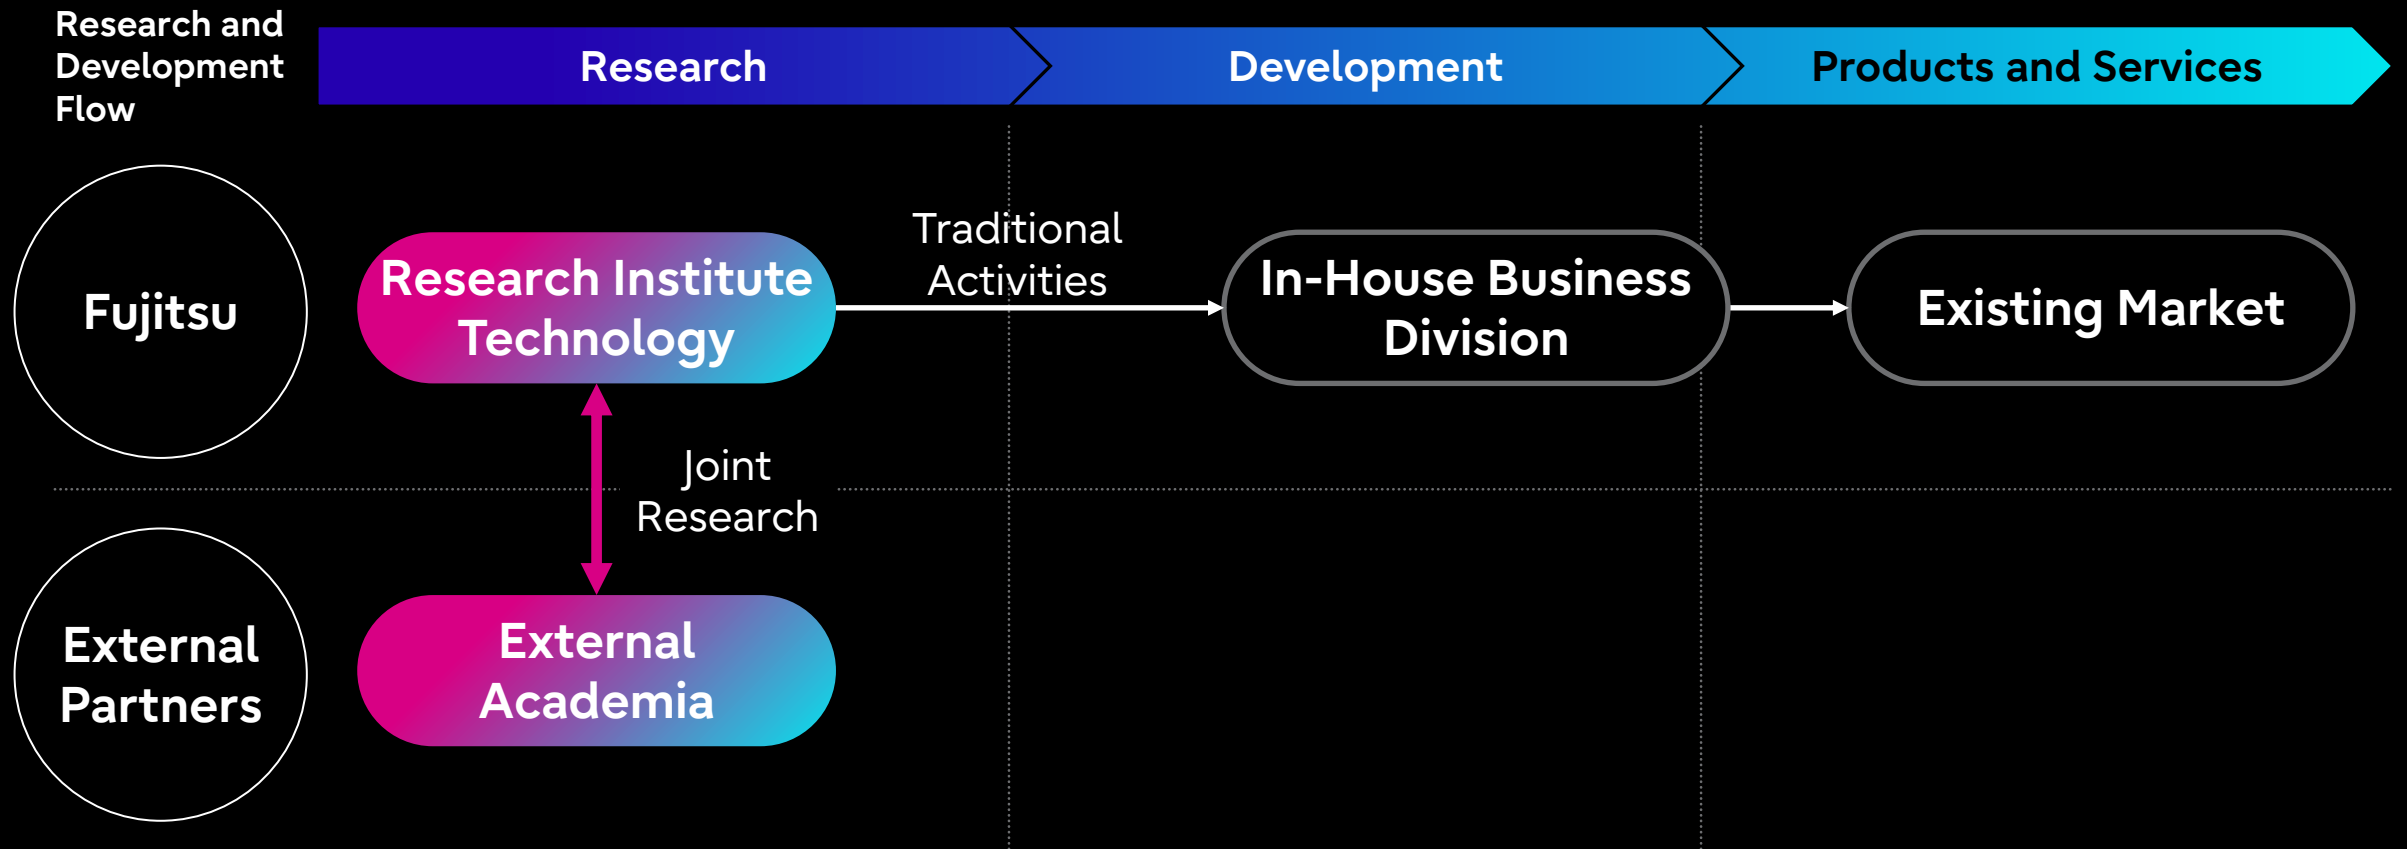 Research and
Development
Flow
Research
Development
Products and Services
Fujitsu
Research Institute
Technology
Traditional
Activities
In-House Business
Division
Existing Market
Joint
Research
External
Partners
External
Academia